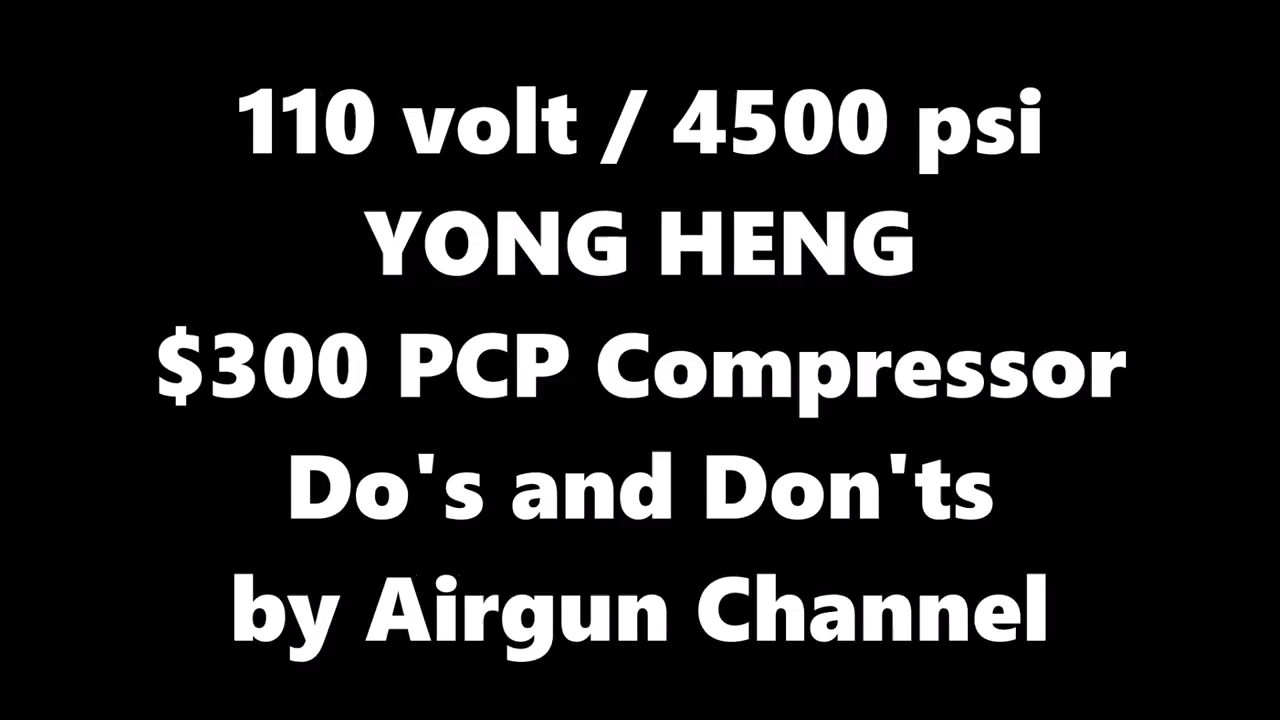 110 volt / 4500 psi
YONG HENG
$300 PCP Compressor
Do's and Don'ts
by Airgun Channel